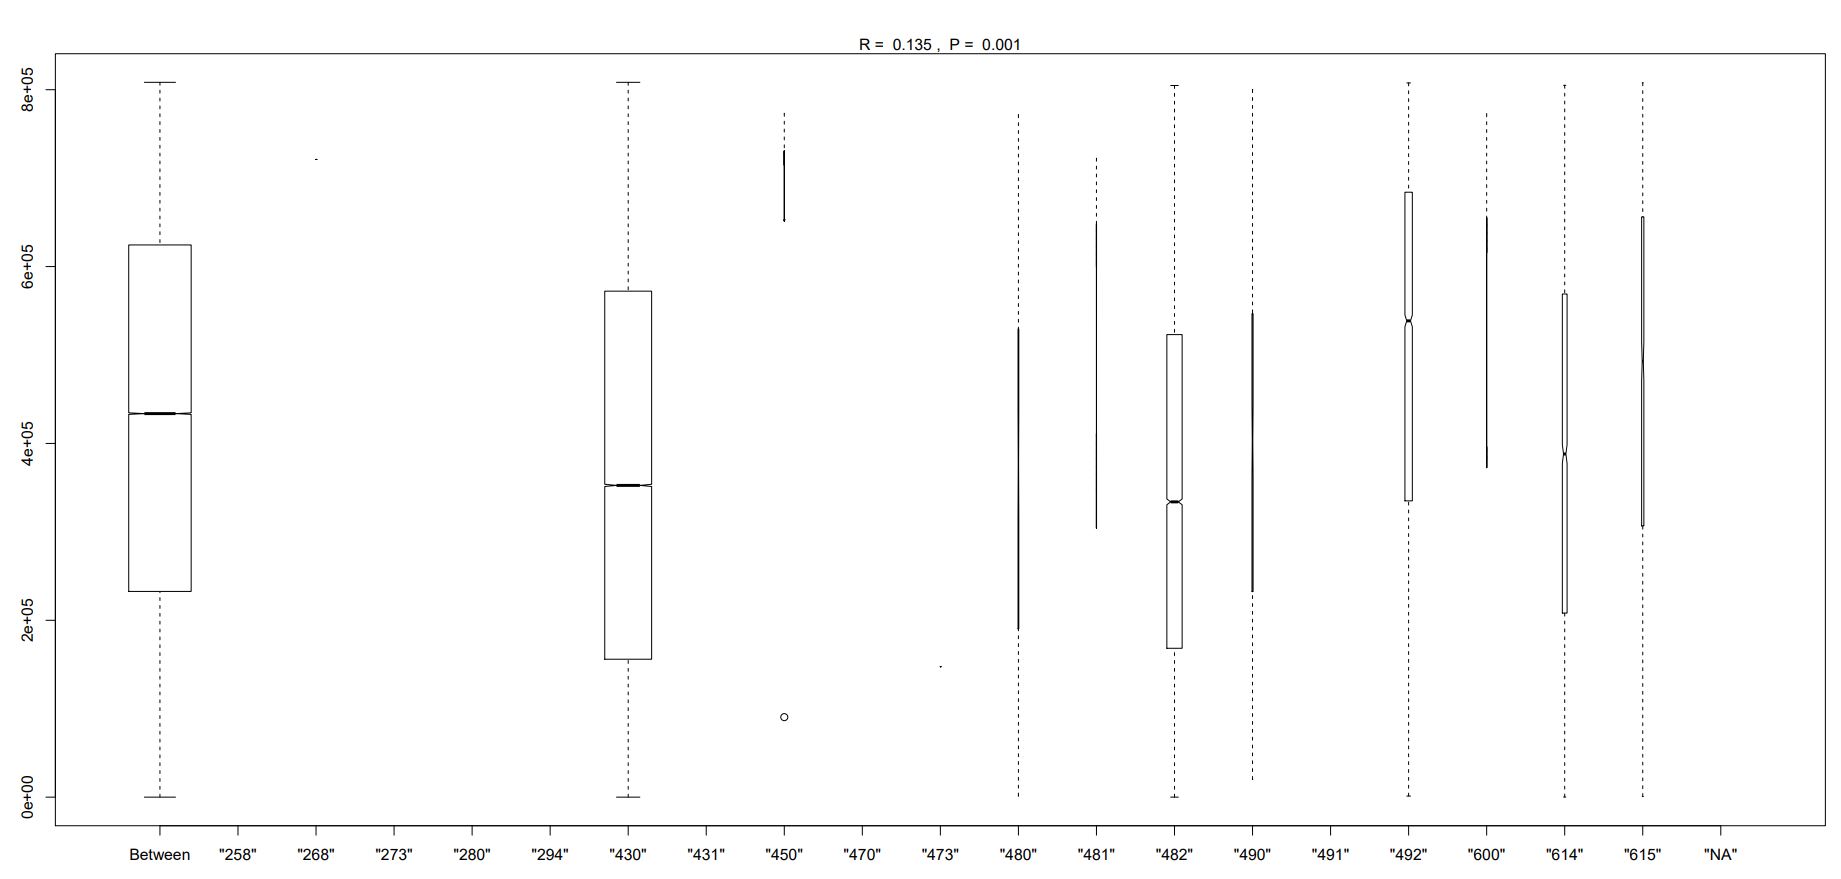 R = 0.135 , P = 0.001
8e+05
6e+05
4e+05
2e+05
0e+00
Between "258" "268" "273" "280" "294" "430" "431" "450" "470" "473" "480" "481" "482" "490" "491" "492" "600" "614" "615" "NA"